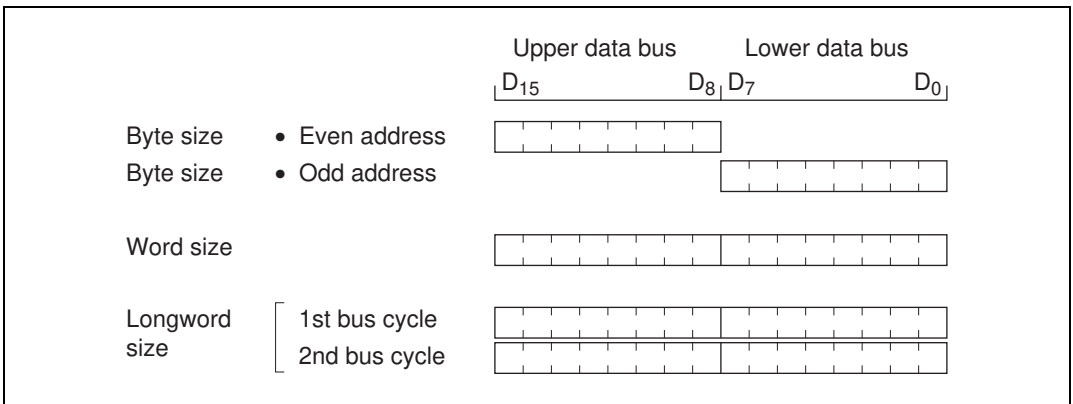 Upper data bus Lower data bus
D15 D8 D7 D0
Byte size • Even address
Byte size • Odd address
Word size
Longword size 1st bus cycle
2nd bus cycle